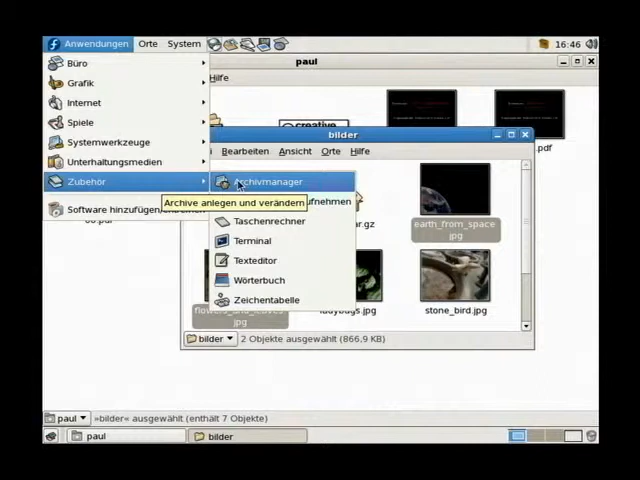 Anwendungen Orte System 16:46
paul
Büro
Hilfe
Grafik
Internet
creative
Spiele
bilder
.pdf
Systemwerkzeuge
Bearbeiten Ansicht Orte Hilfe
Unterhaltungsmedien
Zubehör
Archivmanager
Archive anlegen und verändern
ufnehmen
Software hinzufügen/
Taschenrechner
ar.gz
earth_from_space
.jpg
Terminal
Texteditor
Wörterbuch
Zeichentabelle
flowers_and_leaves
.jpg
ladybugs.jpg
stone_bird.jpg
bilder 2 Objekte ausgewählt (866,9 KB)
paul »bilder« ausgewählt (enthält 7 Objekte)
paul bilder